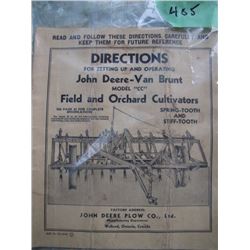 465
READ AND FOLLOW THESE DIRECTIONS CAREFULLY AND
KEEP THEM FOR FUTURE REFERENCE
DIRECTIONS
FOR SETTING UP AND OPERATING
John Deere-Van Brunt
MODEL "CC"
Field and Orchard Cultivators
SPRING-TOOTH
AND
STIFF-TOOTH
FACTORY ADDRESS
JOHN DEERE PLOW CO., Ltd.
Welland, Ontario, Canada